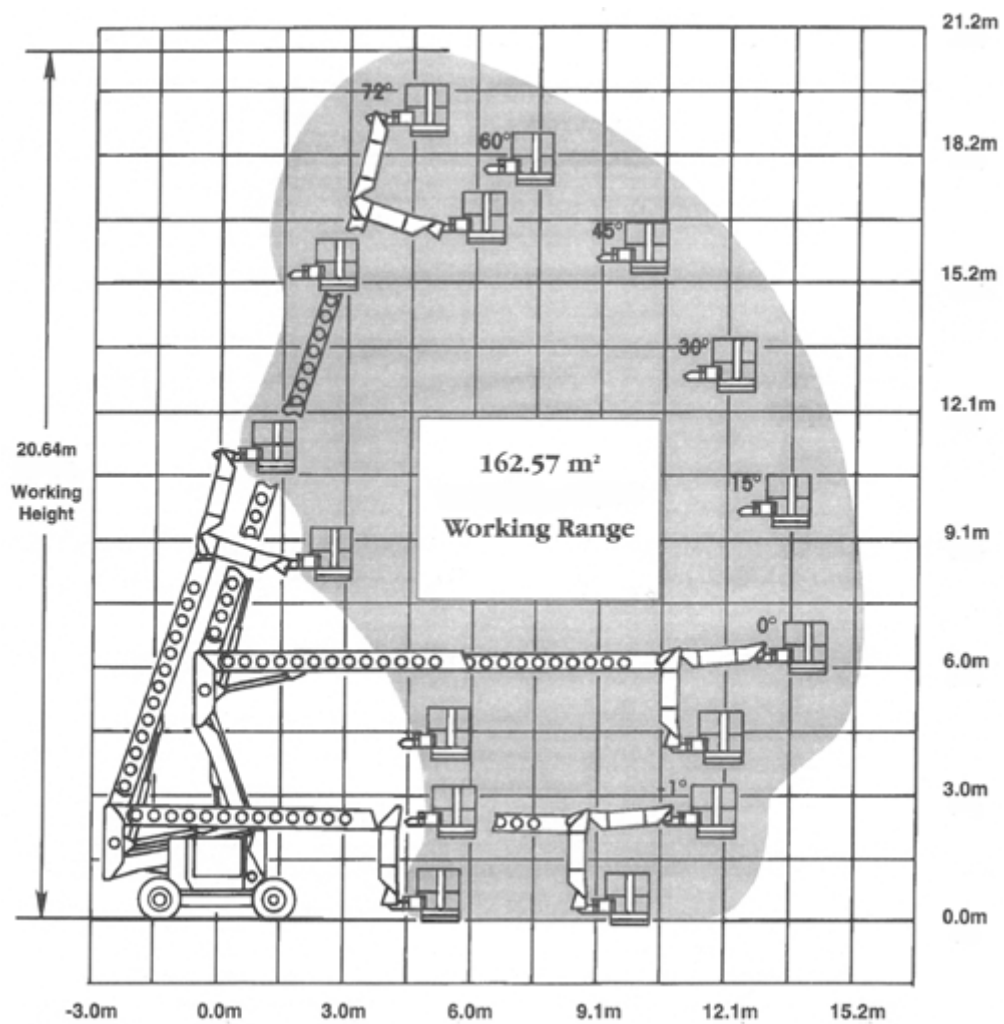 21.2m
72°
60°
18.2m
45°
15.2m
30°
12.1m
20.64m
Working
Height
162.57 m²
Working Range
15°
9.1m
0°
6.0m
-1°
3.0m
0.0m
-3.0m
0.0m
3.0m
6.0m
9.1m
12.1m
15.2m